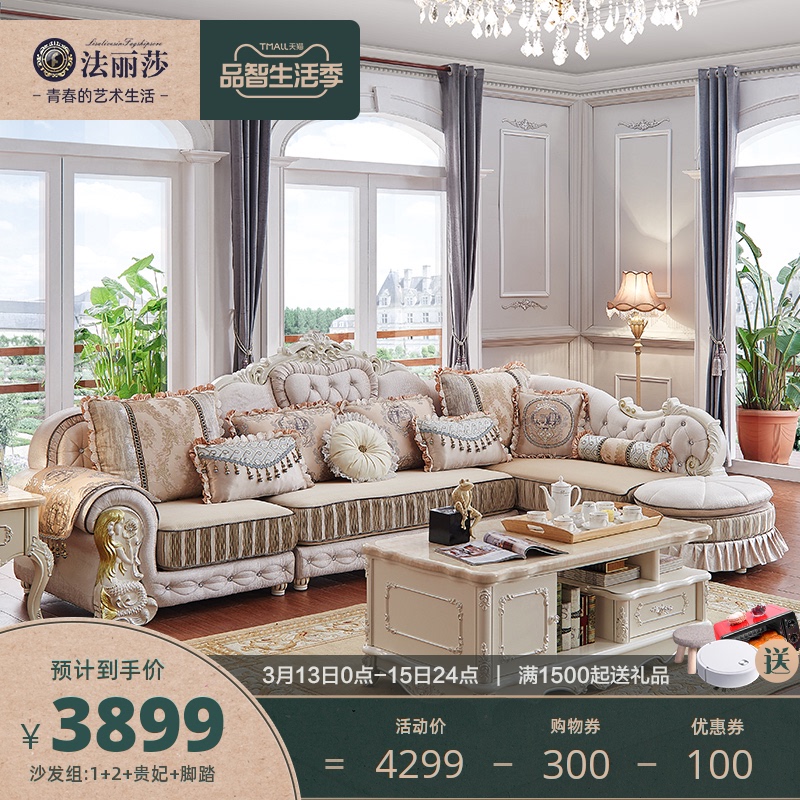 Lisalivesin'sFlagshipstore
法丽莎
青春的艺术生活
TMALL天猫
品智生活季
预计到手价
¥3899
沙发组:1+2+贵妃+脚踏
3月13日0点-15日24点 | 满1500起送礼品
送
活动价 购物券 优惠券
= 4299 - 300 - 100